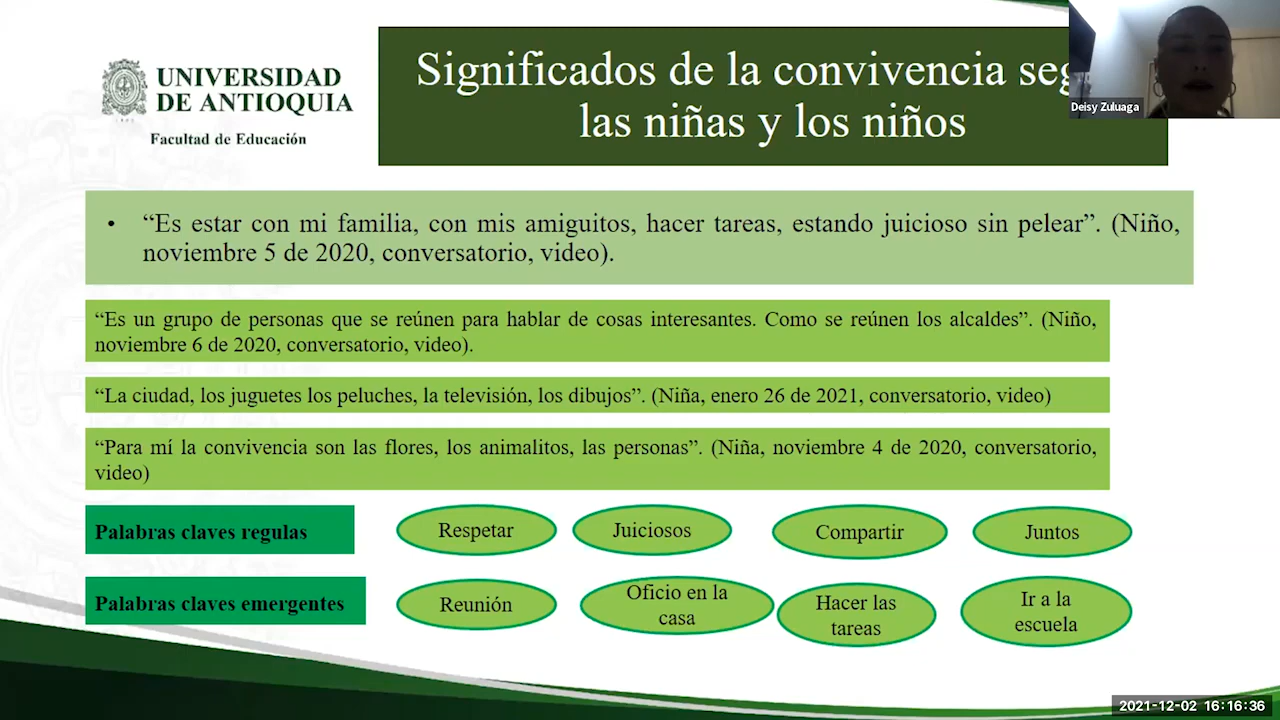 UNIVERSIDAD
DE ANTIOQUIA
Facultad de Educación
Significados de la convivencia
las niñas y los niños
Deisy Zuluaga
• “Es estar con mi familia, con mis amiguitos, hacer tareas, estando juicioso sin pelear”. (Niño,
noviembre 5 de 2020, conversatorio, video).
“Es un grupo de personas que se reúnen para hablar de cosas interesantes. Como se reúnen los alcaldes”. (Niño,
noviembre 6 de 2020, conversatorio, video).
“La ciudad, los juguetes los peluches, la televisión, los dibujos”. (Niña, enero 26 de 2021, conversatorio, video)
“Para mí la convivencia son las flores, los animalitos, las personas”. (Niña, noviembre 4 de 2020, conversatorio,
video)
Palabras claves regulas
Respetar
Juiciosos
Compartir
Juntos
Palabras claves emergentes
Reunión
Oficio en la
casa
Hacer las
tareas
Ir a la
escuela
2021-12-02 16:16:36